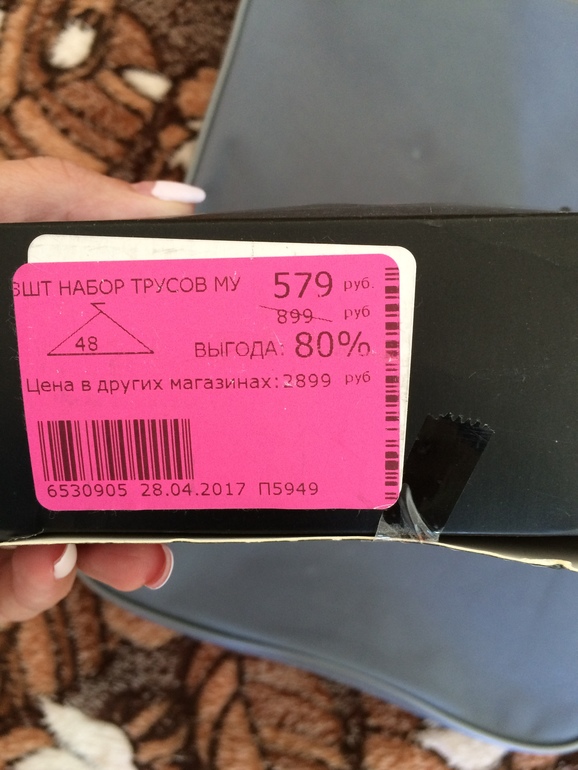 3ШТ НАБОР ТРУСОВ МУ 579 руб.
899 руб
48
ВЫГОДА: 80%
Цена в других магазинах: 2899 руб
6530905 28.04.2017 П5949